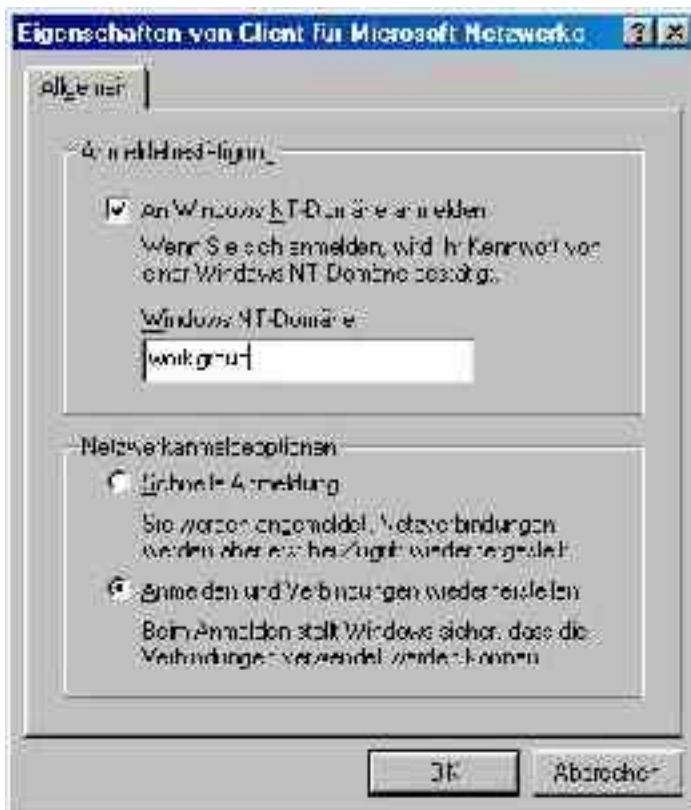 Eigenschaften von Client für Microsoft-Netzwerke
Allgemein
Anmeldebestätigung
An Windows NT-Domäne anmelden
Wenn Sie sich anmelden, wird Ihr Kennwort von
einer Windows NT-Domäne bestätigt.
Windows NT-Domäne:
workgroup
Netzwerkanmeldeoptionen
Schnelle Anmeldung
Sie werden angemeldet. Netzverbindungen
werden aber erst bei Zugriff wiederhergestellt.
Anmelden und Verbindungen wiederherstellen
Beim Anmelden stellt Windows sicher, dass die
Verbindungen verwendet werden können.
OK
Abbrechen